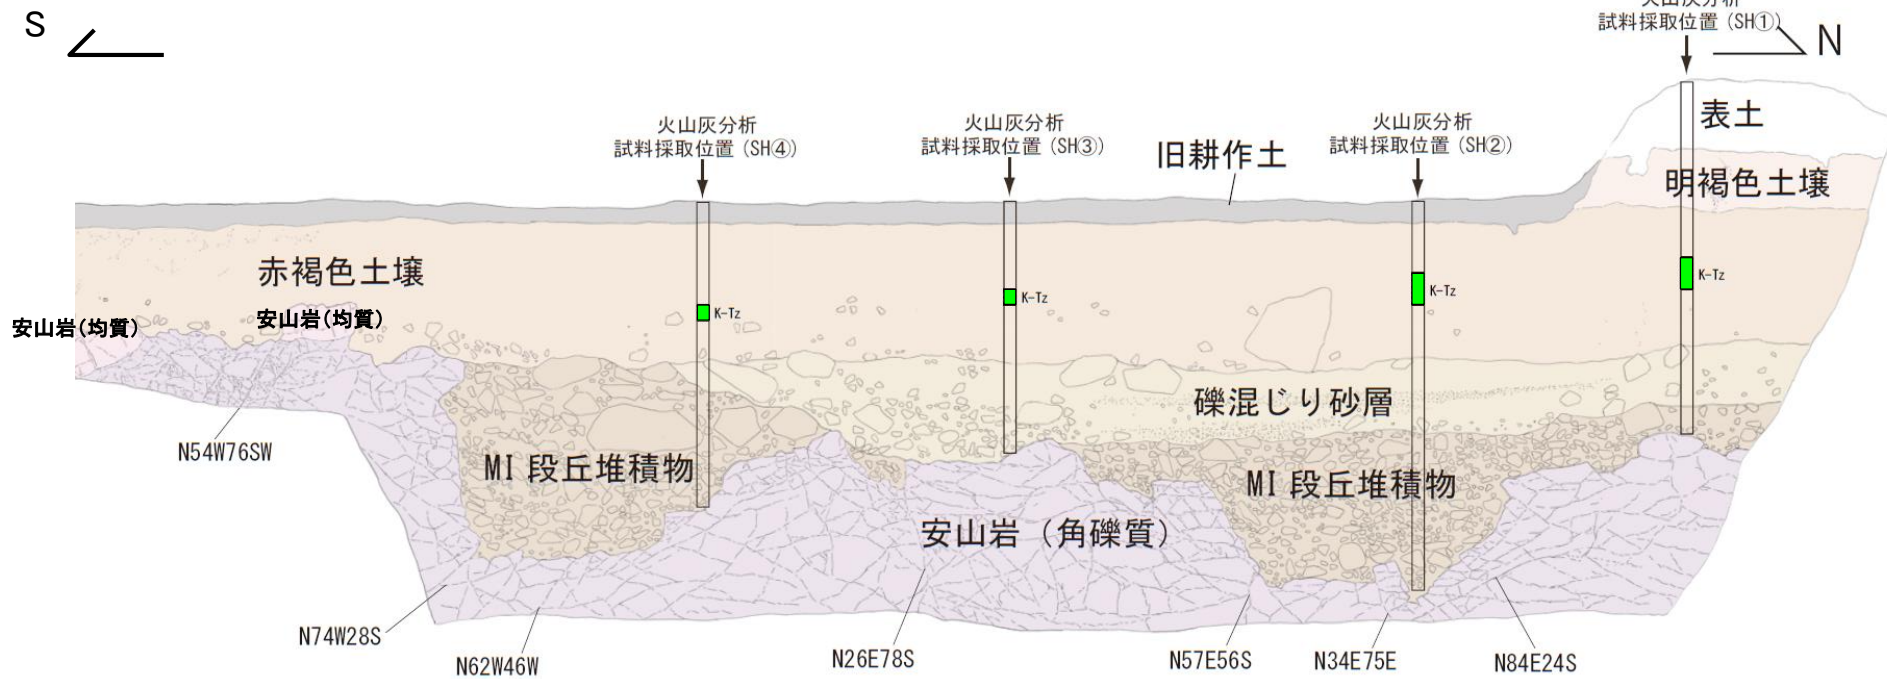 S
火山灰分析
試料採取位置(SH①)
N
表土
火山灰分析
試料採取位置(SH④)
火山灰分析
試料採取位置(SH③)
旧耕作土
火山灰分析
試料採取位置(SH②)
明褐色土壌
赤褐色土壌
K-Tz
K-Tz
K-Tz
K-Tz
安山岩(均質)
安山岩(均質)
礫混じり砂層
N54W76SW
MⅠ段丘堆積物
MⅠ段丘堆積物
安山岩（角礫質）
N74W28S
N62W46W
N26E78S
N57E56S
N34E75E
N84E24S